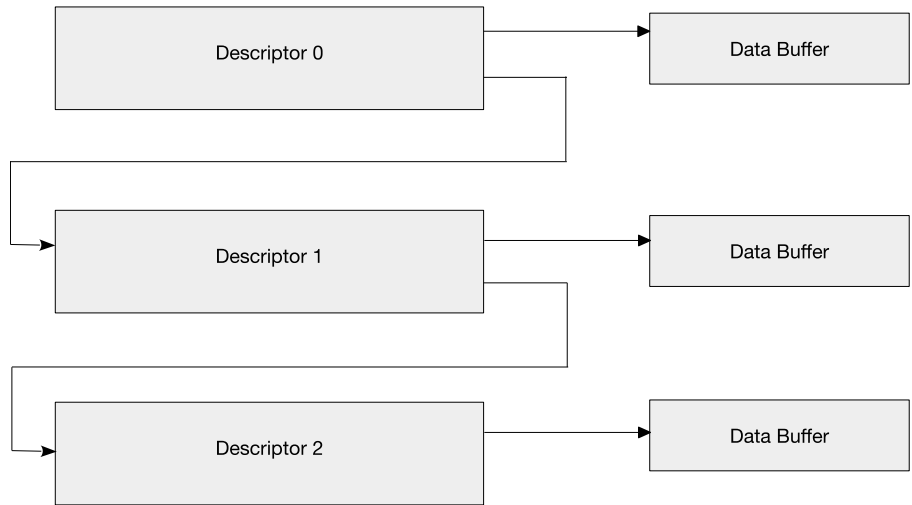 Descriptor 0
Data Buffer
Descriptor 1
Data Buffer
Descriptor 2
Data Buffer